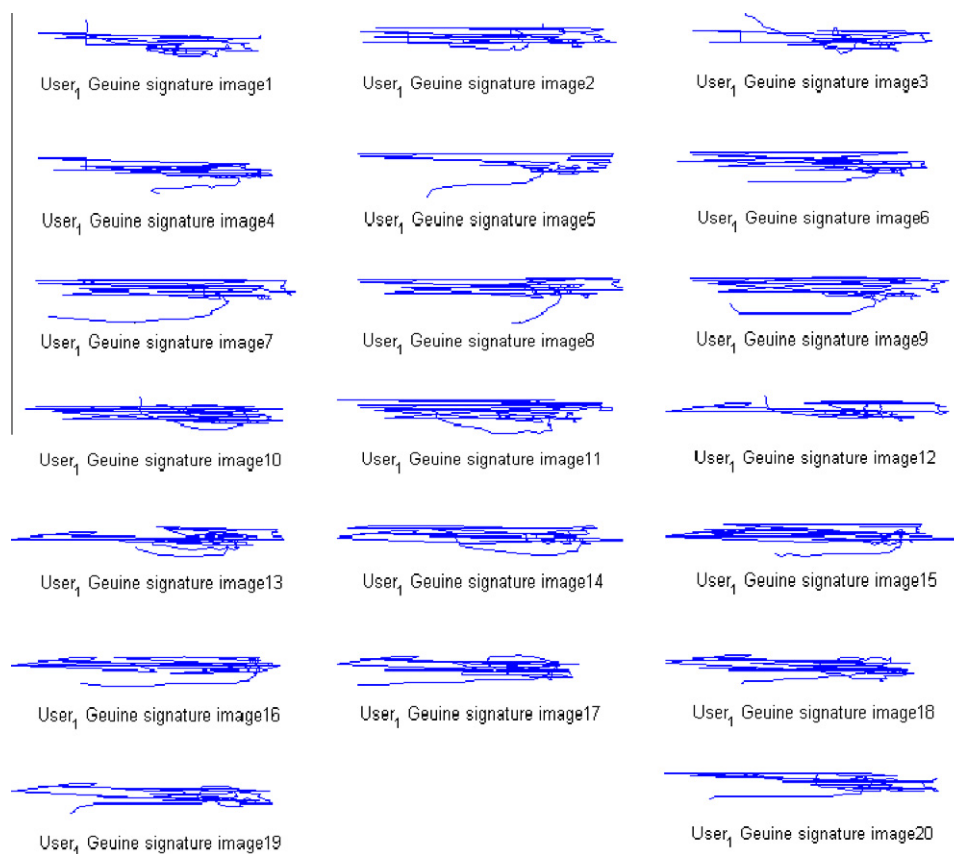 User₁ Geuine signature image1
User₁ Geuine signature image2
User₁ Geuine signature image3
User₁ Geuine signature image4
User₁ Geuine signature image5
User₁ Geuine signature image6
User₁ Geuine signature image7
User₁ Geuine signature image8
User₁ Geuine signature image9
User₁ Geuine signature image10
User₁ Geuine signature image11
User₁ Geuine signature image12
User₁ Geuine signature image13
User₁ Geuine signature image14
User₁ Geuine signature image15
User₁ Geuine signature image16
User₁ Geuine signature image17
User₁ Geuine signature image18
User₁ Geuine signature image19
User₁ Geuine signature image20